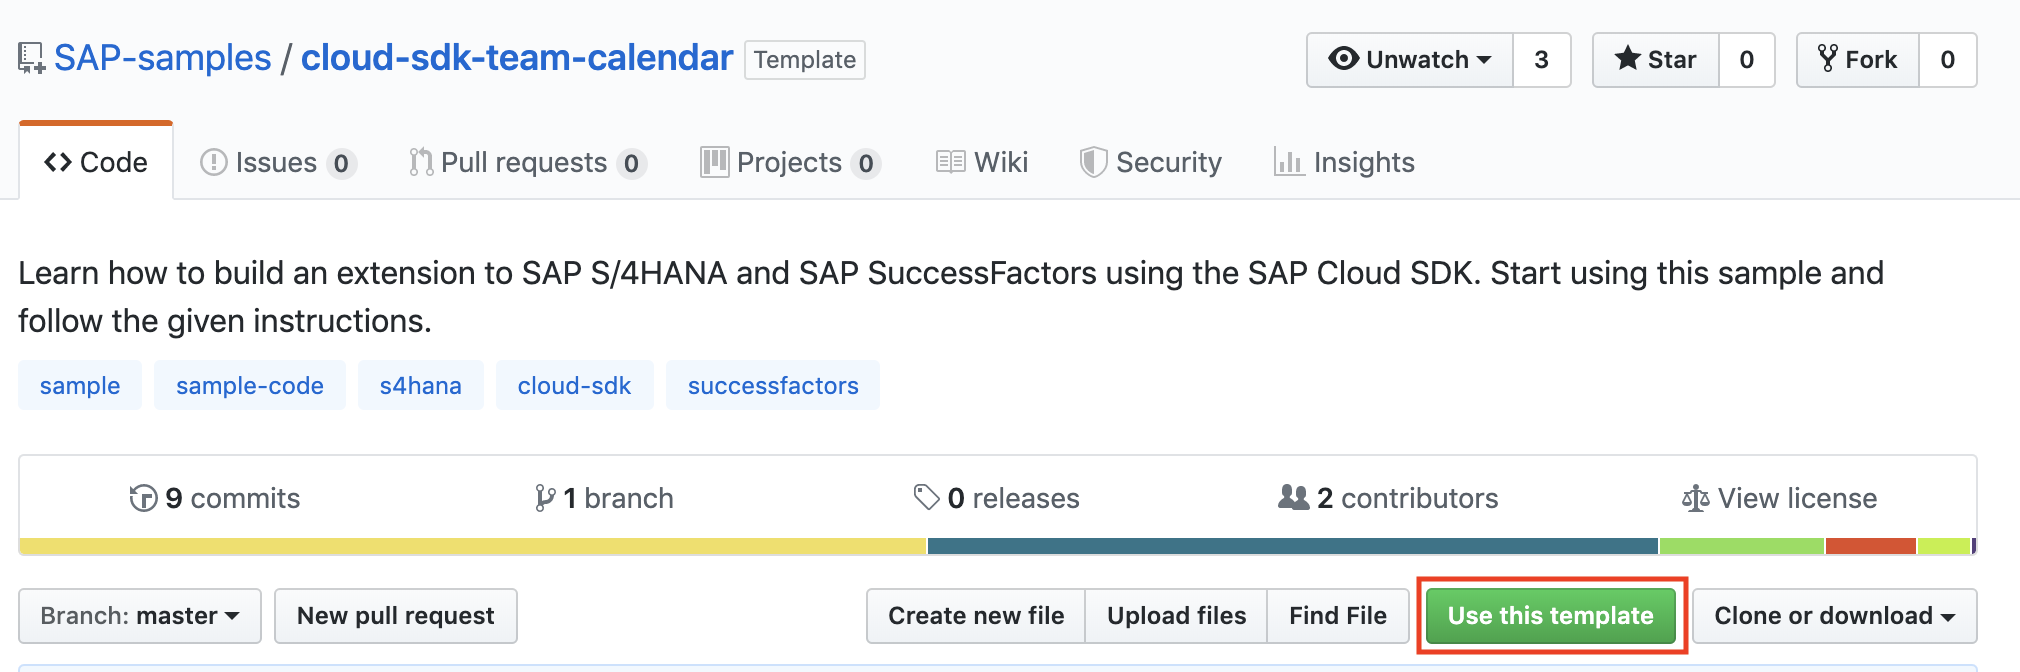 SAP-samples / cloud-sdk-team-calendar Template Unwatch 3 Star 0 Fork 0
Code Issues 0 Pull requests 0 Projects 0 Wiki Security Insights
Learn how to build an extension to SAP S/4HANA and SAP SuccessFactors using the SAP Cloud SDK. Start using this sample and
follow the given instructions.
sample sample-code s4hana cloud-sdk successfactors
9 commits 1 branch 0 releases 2 contributors View license
Branch: master New pull request Create new file Upload files Find File Use this template Clone or download